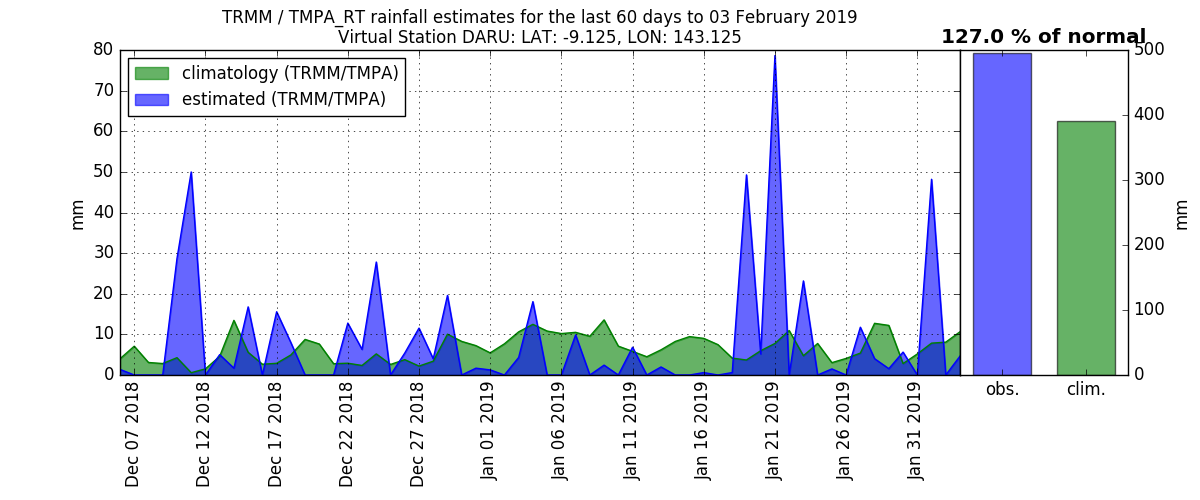 TRMM / TMPA_RT rainfall estimates for the last 60 days to 03 February 2019
Virtual Station DARU: LAT: -9.125, LON: 143.125
127.0 % of normal
climatology (TRMM/TMPA)
estimated (TRMM/TMPA)
80
70
60
50
40
30
20
10
0
mm
Dec 07 2018
Dec 12 2018
Dec 17 2018
Dec 22 2018
Dec 27 2018
Jan 01 2019
Jan 06 2019
Jan 11 2019
Jan 16 2019
Jan 21 2019
Jan 26 2019
Jan 31 2019
500
400
300
200
100
0
mm
obs.
clim.